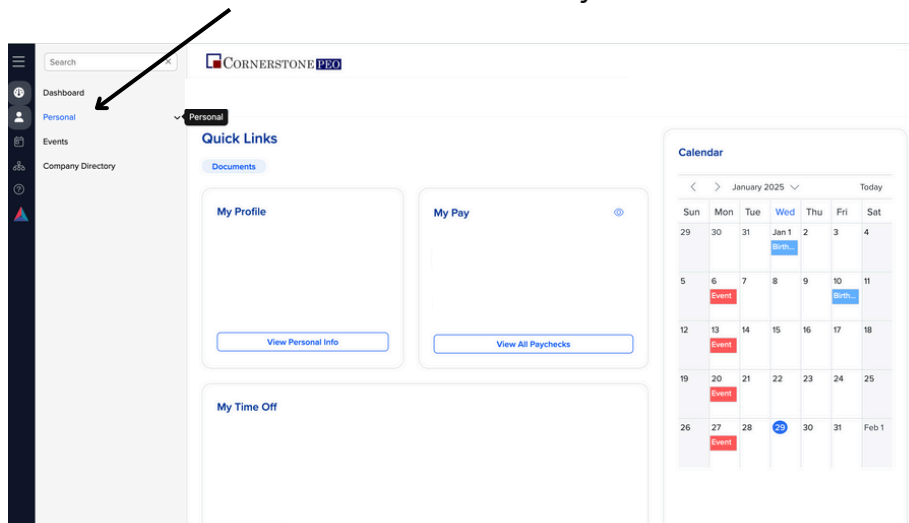 Search
Dashboard
Personal
Events
Company Directory
Personal
CORNERSTONE PEO
Quick Links
Documents
My Profile
View Personal Info
My Pay
View All Paychecks
My Time Off
Calendar
January 2025
Today
Sun Mon Tue Wed Thu Fri Sat
29 30 31 Jan 1 2 3 4
Birth...
5 6 7 8 9 10 11
Event Birth...
12 13 14 15 16 17 18
Event
19 20 21 22 23 24 25
Event
26 27 28 29 30 31 Feb 1
Event